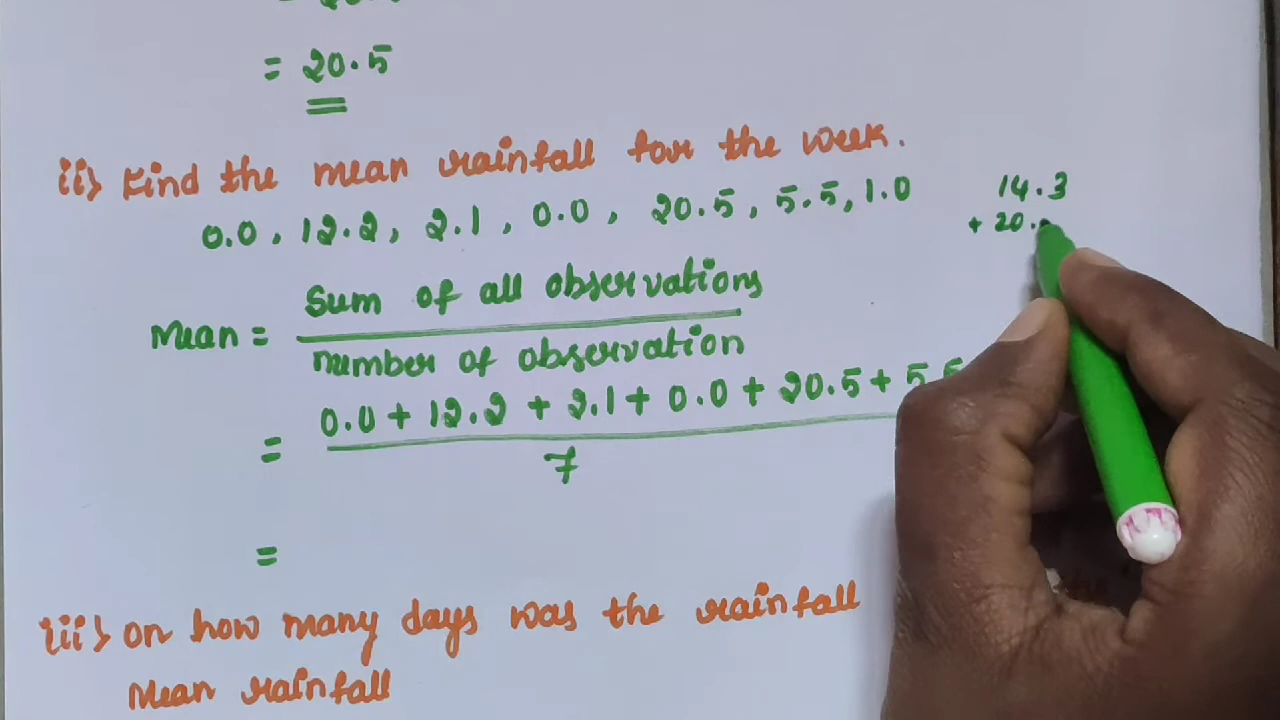 = 20.5
ii) Find the mean rainfall for the week.
0.0, 12.2, 2.1, 0.0, 20.5, 5.5, 1.0
14.3
+ 20.
Mean = Sum of all observations
number of observation
= 0.0 + 12.2 + 2.1 + 0.0 + 20.5 + 5.5
7
=
iii) on how many days was the rainfall
Mean rainfall